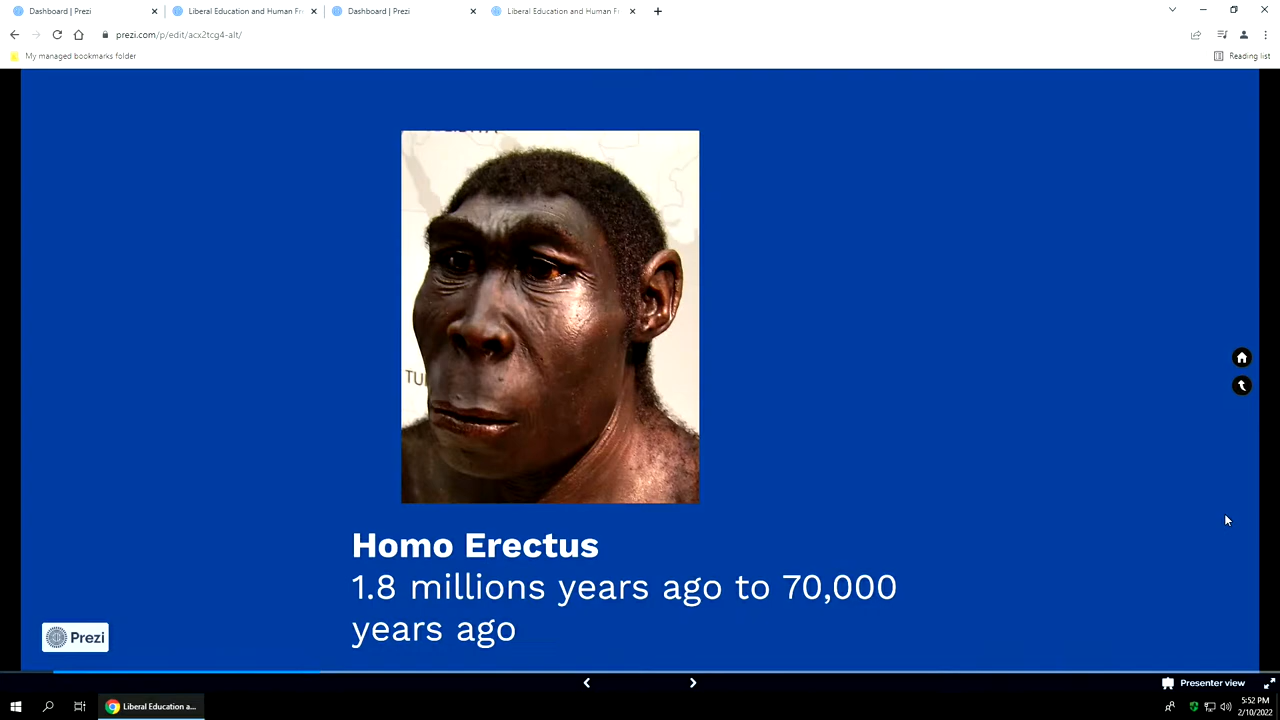 Dashboard | Prezi
Liberal Education and Human Fr
Dashboard | Prezi
Liberal Education and Human Fr
prezi.com/p/edit/acx2tcg4-alt/
My managed bookmarks folder
Reading list
TU
Homo Erectus
1.8 millions years ago to 70,000
years ago
Prezi
Presenter view
Liberal Education a...
5:52 PM
2/10/2022